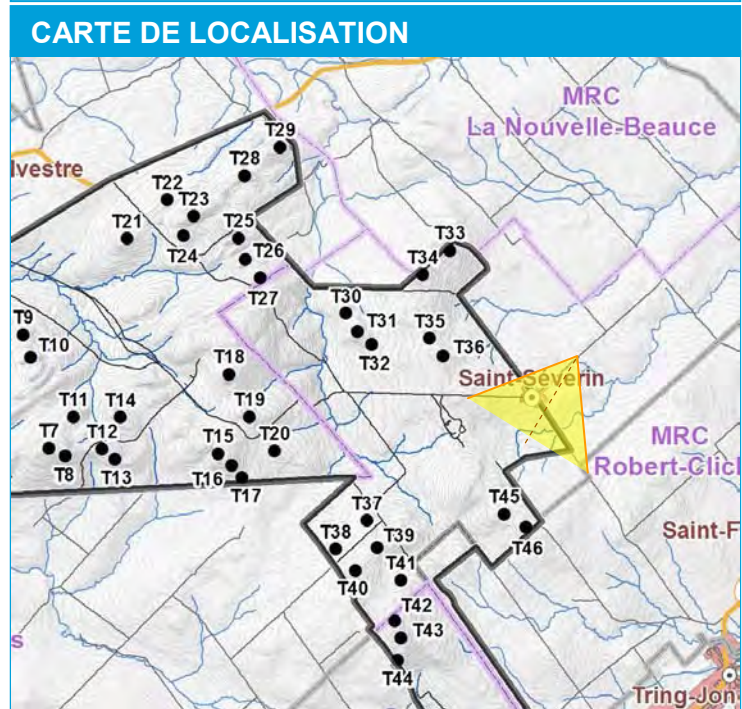 CARTE DE LOCALISATION
MRC
La Nouvelle-Beauce
lvestre
T29
T28
T22
T23
T21
T24
T25
T26
T27
T33
T34
T30
T31
T32
T35
T36
T9
T10
T18
Saint-Séverin
T11
T14
T19
T7
T12
T8
T13
T15
T20
T16
T17
MRC
Robert-Clich
T37
T45
T38
T39
T46
Saint-F
T40
T41
T42
T43
T44
s
Tring-Jon